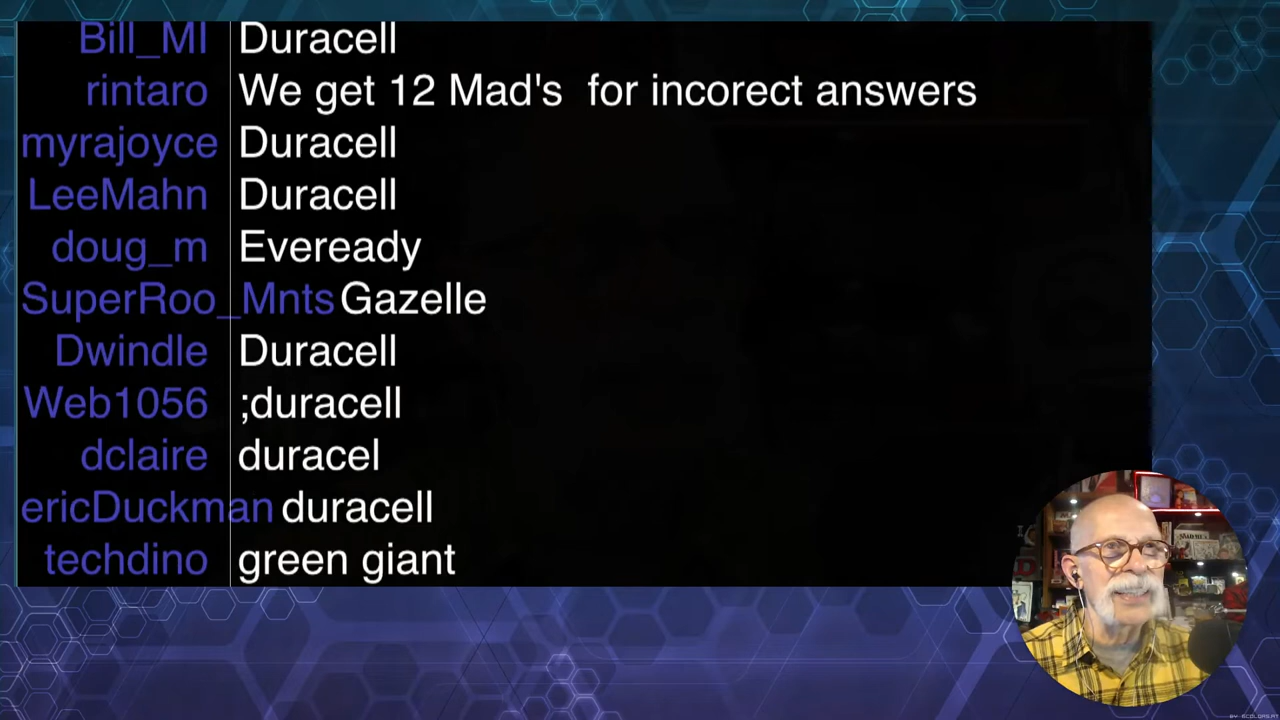 Bill_MI Duracell
rintaro We get 12 Mad's  for incorect answers
myrajoyce Duracell
LeeMahn Duracell
doug_m Eveready
SuperRoo_Mnts Gazelle
Dwindle Duracell
Web1056 ;duracell
dclaire duracel
ericDuckman duracell
techdino green giant